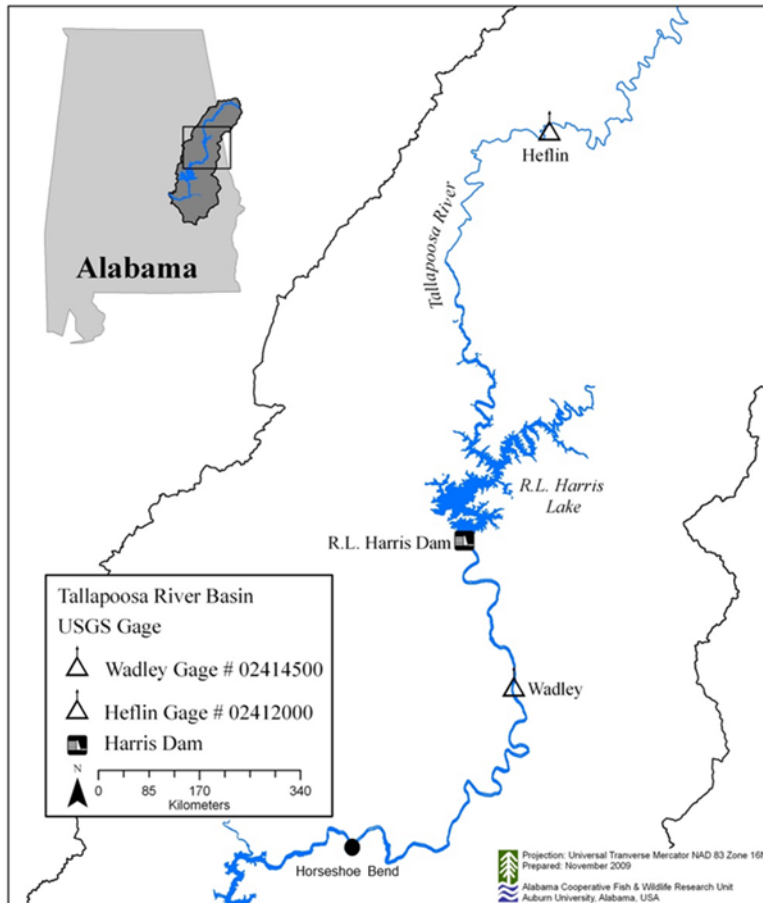 Alabama
Heflin
Tallapoosa River
R.L. Harris
Lake
R.L. Harris Dam
Wadley
Horseshoe Bend
Tallapoosa River Basin
USGS Gage
Wadley Gage # 02414500
Heflin Gage # 02412000
Harris Dam
N
0 85 170 340
Kilometers
Projection: Universal Tranverse Mercator NAD 83 Zone 16N
Prepared: November 2009
Alabama Cooperative Fish & Wildlife Research Unit
Auburn University, Alabama, USA